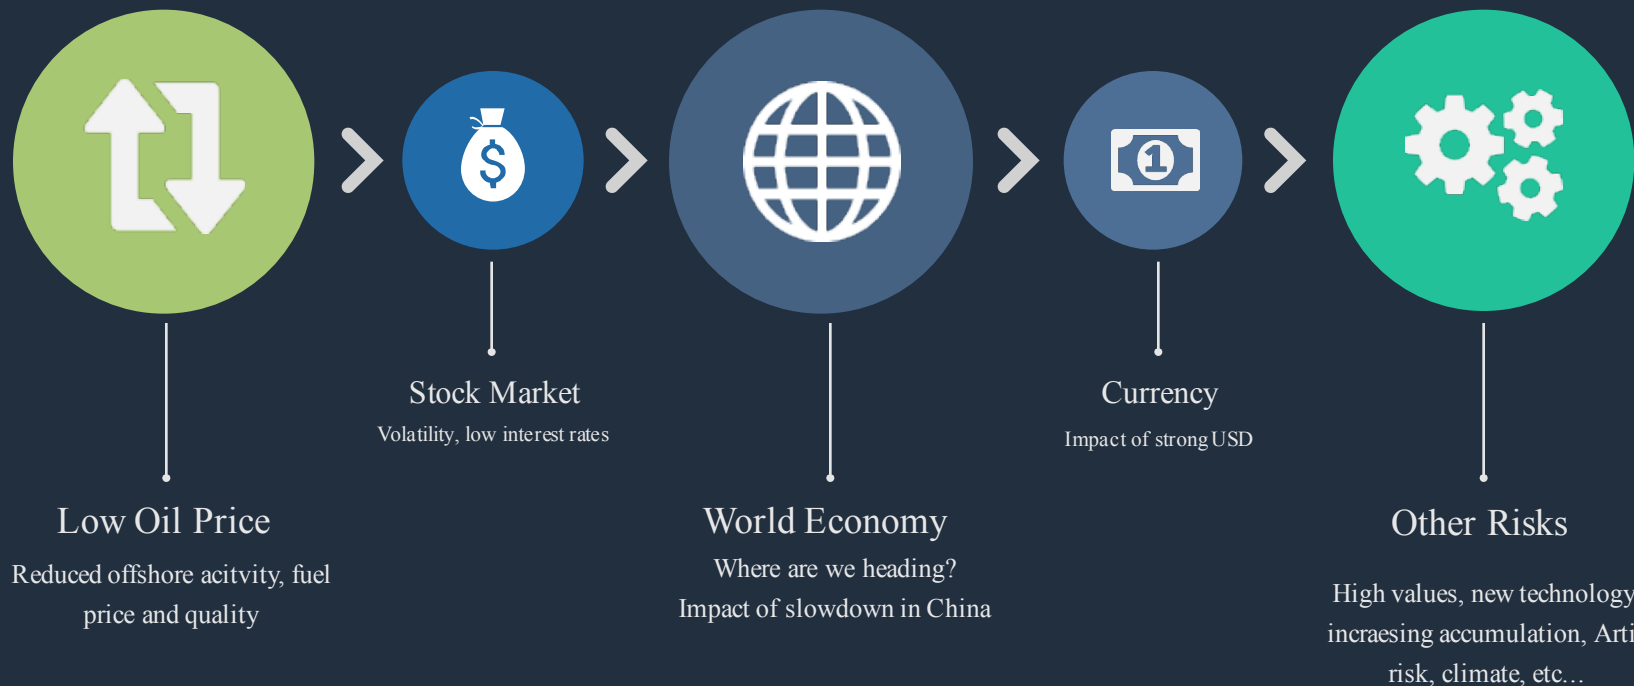 Low Oil Price
Reduced offshore acitvity, fuel
price and quality
Stock Market
Volatility, low interest rates
World Economy
Where are we heading?
Impact of slowdown in China
1
Currency
Impact of strong USD
Other Risks
High values, new technology
incraesing accumulation,
risk, climate, etc...